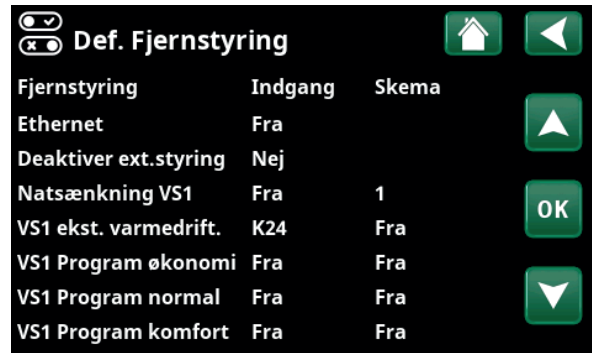 Def. Fjernstyring
Fjernstyring Indgang Skema
Ethernet Fra
Deaktiver ext.styring Nej
Natsænkning VS1 Fra 1
VS1 ekst. varmedrift. K24 Fra
VS1 Program økonomi Fra Fra
VS1 Program normal Fra Fra
VS1 Program komfort Fra Fra
OK